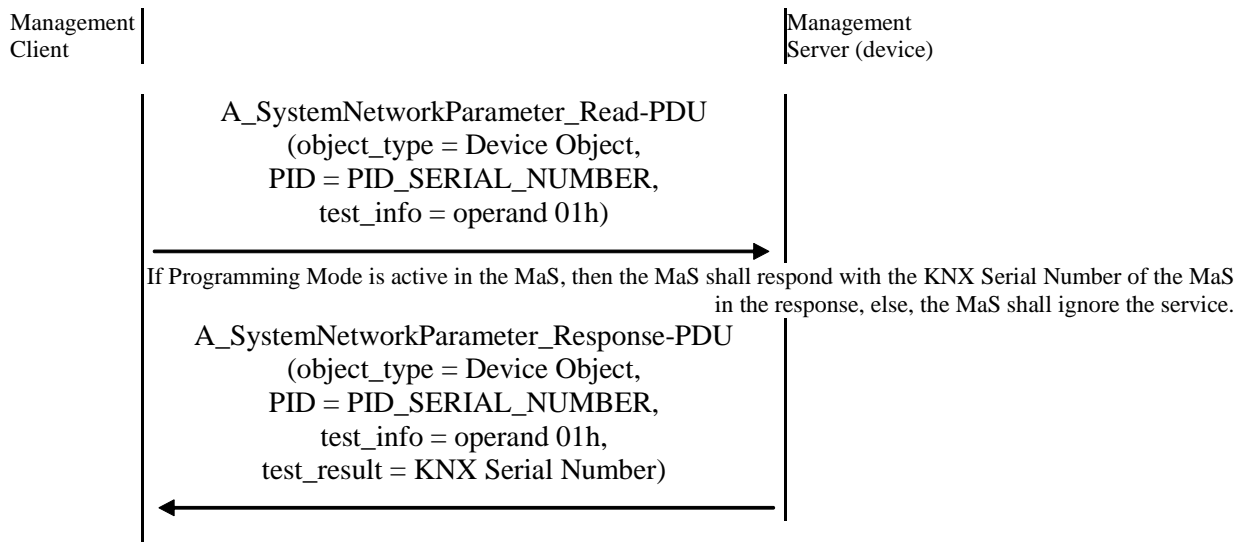 Management
Client
Management
Server (device)
A_SystemNetworkParameter_Read-PDU
(object_type = Device Object,
PID = PID_SERIAL_NUMBER,
test_info = operand 01h)
If Programming Mode is active in the MaS, then the MaS shall respond with the KNX Serial Number of the MaS
in the response, else, the MaS shall ignore the service.
A_SystemNetworkParameter_Response-PDU
(object_type = Device Object,
PID = PID_SERIAL_NUMBER,
test_info = operand 01h,
test_result = KNX Serial Number)